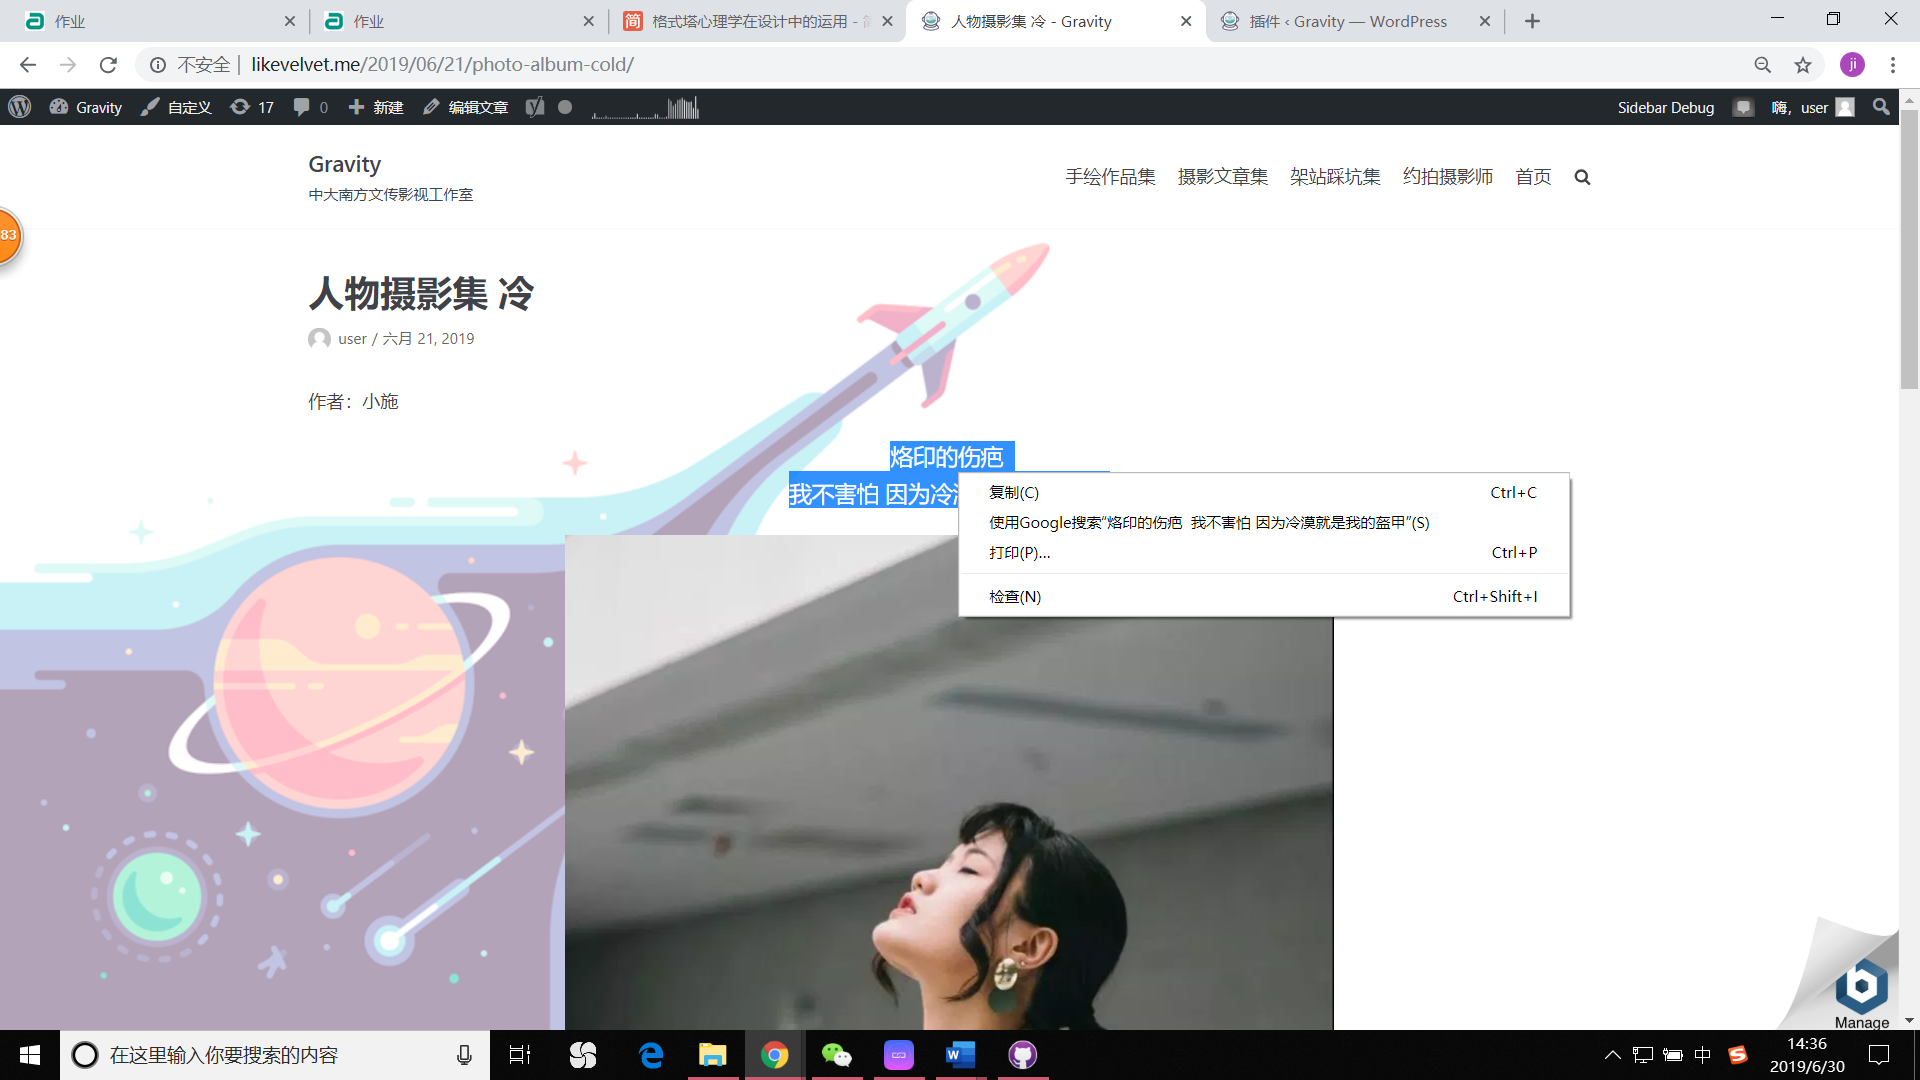 作业
作业
格式塔心理学在设计中的运用 -
人物摄影集 冷 - Gravity
插件 ‹ Gravity — WordPress
不安全 | likevelvet.me/2019/06/21/photo-album-cold/
ji
Gravity 自定义 17 0 新建 编辑文章
Sidebar Debug 嗨，user
Gravity
中大南方文传影视工作室
手绘作品集 摄影文章集 架站踩坑集 约拍摄影师 首页
83
人物摄影集 冷
user / 六月 21, 2019
作者：小施
烙印的伤疤
我不害怕 因为冷
复制(C) Ctrl+C
使用Google搜索“烙印的伤疤 我不害怕 因为冷漠就是我的盔甲”(S)
打印(P)... Ctrl+P
检查(N) Ctrl+Shift+I
Manage
在这里输入你要搜索的内容
中
14:36
2019/6/30